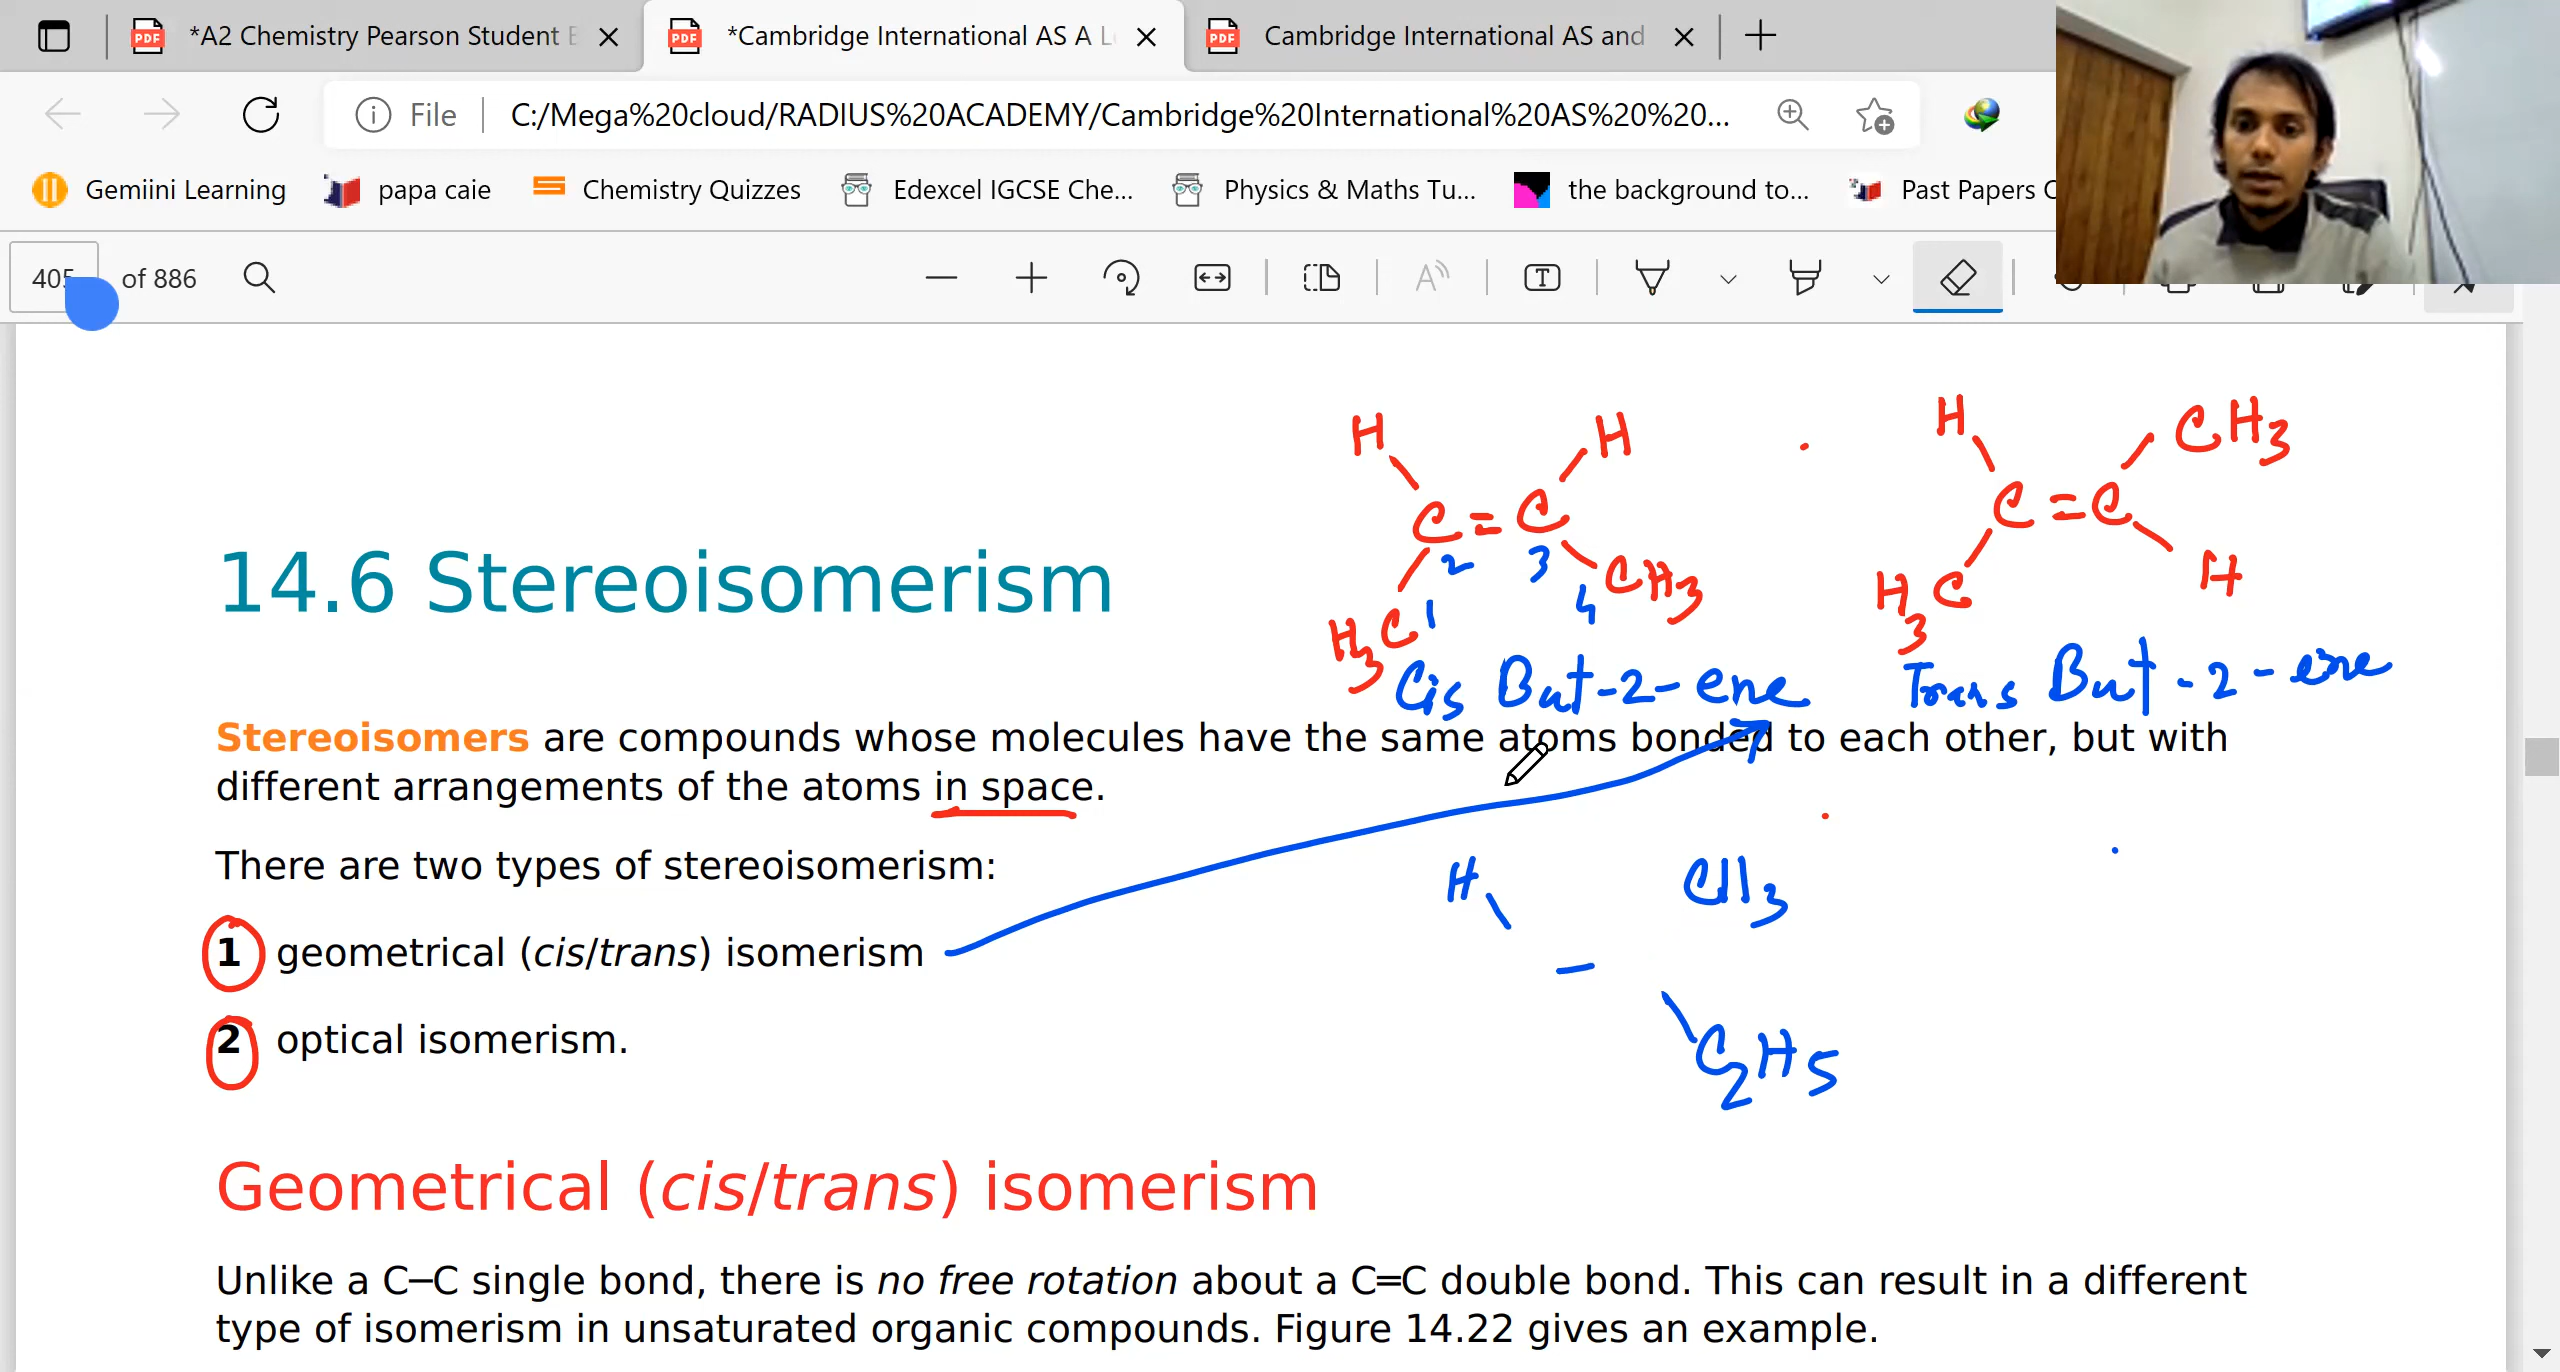 *A2 Chemistry Pearson Student E
*Cambridge International AS A L
Cambridge International AS and
File
C:/Mega%20cloud/RADIUS%20ACADEMY/Cambridge%20International%20AS%20%20...
Gemiini Learning
papa caie
Chemistry Quizzes
Edexcel IGCSE Che...
Physics & Maths Tu...
the background to...
Past Papers
405 of 886
H H
C = C
2 3
H3C 1 4 CH3
Cis But-2-ene
H CH3
C = C
H3C H
Trans But-2-ene
14.6 Stereoisomerism
Stereoisomers are compounds whose molecules have the same atoms bonded to each other, but with
different arrangements of the atoms in space.
There are two types of stereoisomerism:
1 geometrical (cis/trans) isomerism
2 optical isomerism.
H CH3
C2H5
Geometrical (cis/trans) isomerism
Unlike a C–C single bond, there is no free rotation about a C=C double bond. This can result in a different
type of isomerism in unsaturated organic compounds. Figure 14.22 gives an example.